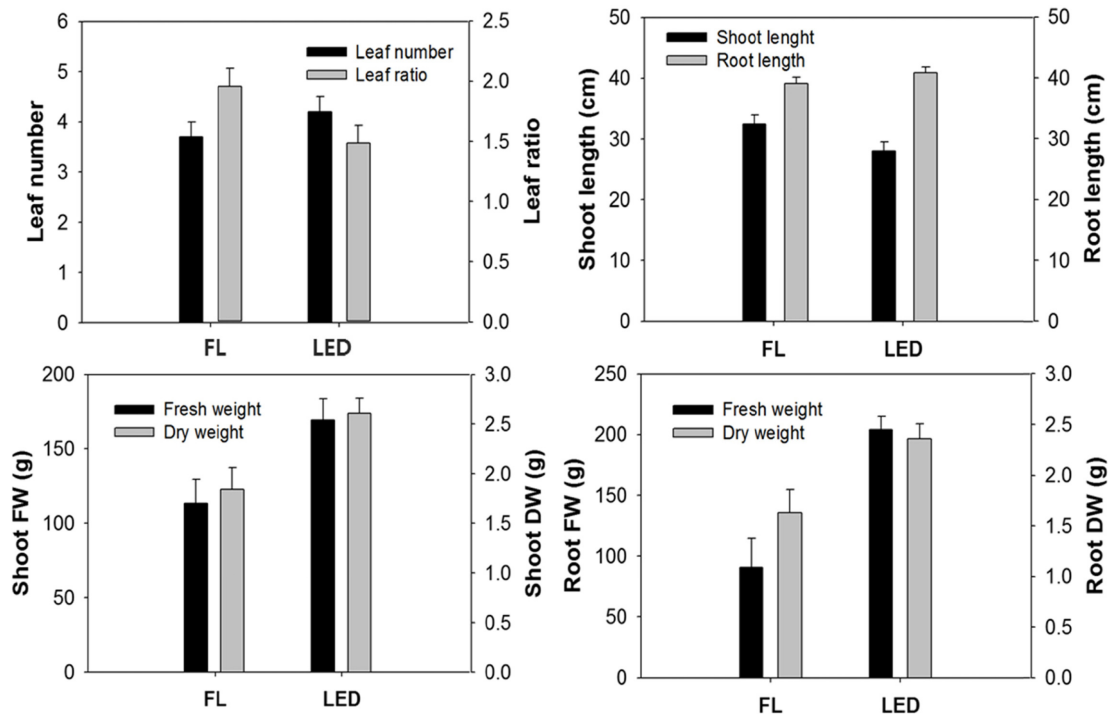 Leaf number
6
5
4
3
2
1
0
Leaf number
Leaf ratio
2.5
2.0
1.5
1.0
0.5
0.0
Leaf ratio
FL LED
Shoot length (cm)
50
40
30
20
10
0
Shoot lenght
Root length
50
40
30
20
10
0
Root length (cm)
FL LED
Shoot FW (g)
200
150
100
50
0
Fresh weight
Dry weight
3.0
2.5
2.0
1.5
1.0
0.5
0.0
Shoot DW (g)
FL LED
Root FW (g)
250
200
150
100
50
0
Fresh weight
Dry weight
3.0
2.5
2.0
1.5
1.0
0.5
0.0
Root DW (g)
FL LED